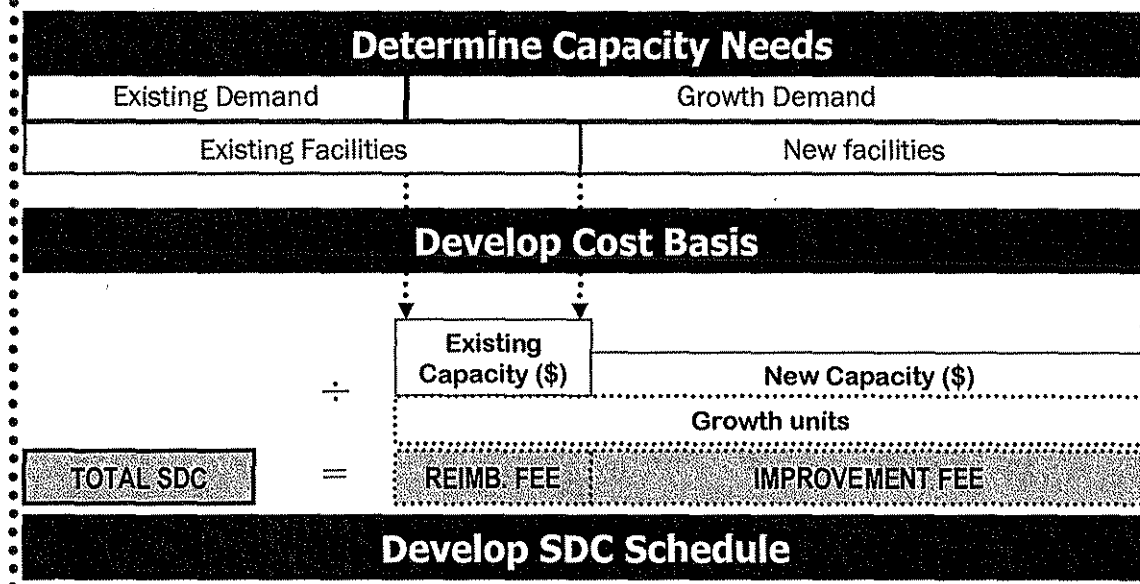 Determine Capacity Needs
Existing Demand Growth Demand
Existing Facilities New facilities
Develop Cost Basis
Existing
Capacity ($)
New Capacity ($)
÷
Growth units
TOTAL SDC = REIMB. FEE IMPROVEMENT FEE
Develop SDC Schedule